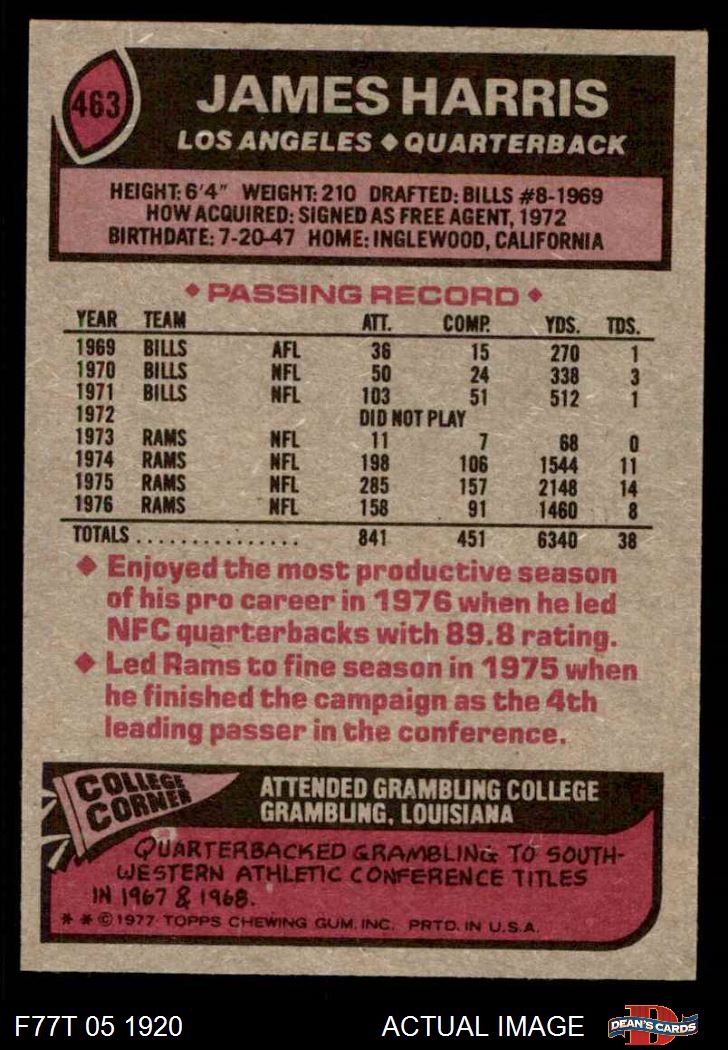 463
JAMES HARRIS
LOS ANGELES ◆ QUARTERBACK
HEIGHT: 6'4" WEIGHT: 210 DRAFTED: BILLS #8-1969
HOW ACQUIRED: SIGNED AS FREE AGENT, 1972
BIRTHDATE: 7-20-47 HOME: INGLEWOOD, CALIFORNIA
◆ PASSING RECORD ◆
YEAR TEAM ATT. COMP. YDS. TDS.
1969 BILLS AFL 36 15 270 1
1970 BILLS NFL 50 24 338 3
1971 BILLS NFL 103 51 512 1
1972 DID NOT PLAY
1973 RAMS NFL 11 7 68 0
1974 RAMS NFL 198 106 1544 11
1975 RAMS NFL 285 157 2148 14
1976 RAMS NFL 158 91 1460 8
TOTALS ............... 841 451 6340 38
◆ Enjoyed the most productive season
of his pro career in 1976 when he led
NFC quarterbacks with 89.8 rating.
◆ Led Rams to fine season in 1975 when
he finished the campaign as the 4th
leading passer in the conference.
COLLEGE
CORNER
ATTENDED GRAMBLING COLLEGE
GRAMBLING, LOUISIANA
QUARTERBACKED GRAMBLING TO SOUTH-
WESTERN ATHLETIC CONFERENCE TITLES
IN 1967 & 1968.
* * © 1977 TOPPS CHEWING GUM, INC. PRTD. IN U.S.A.
F77T 05 1920 ACTUAL IMAGE
D
DEAN'S CARDS